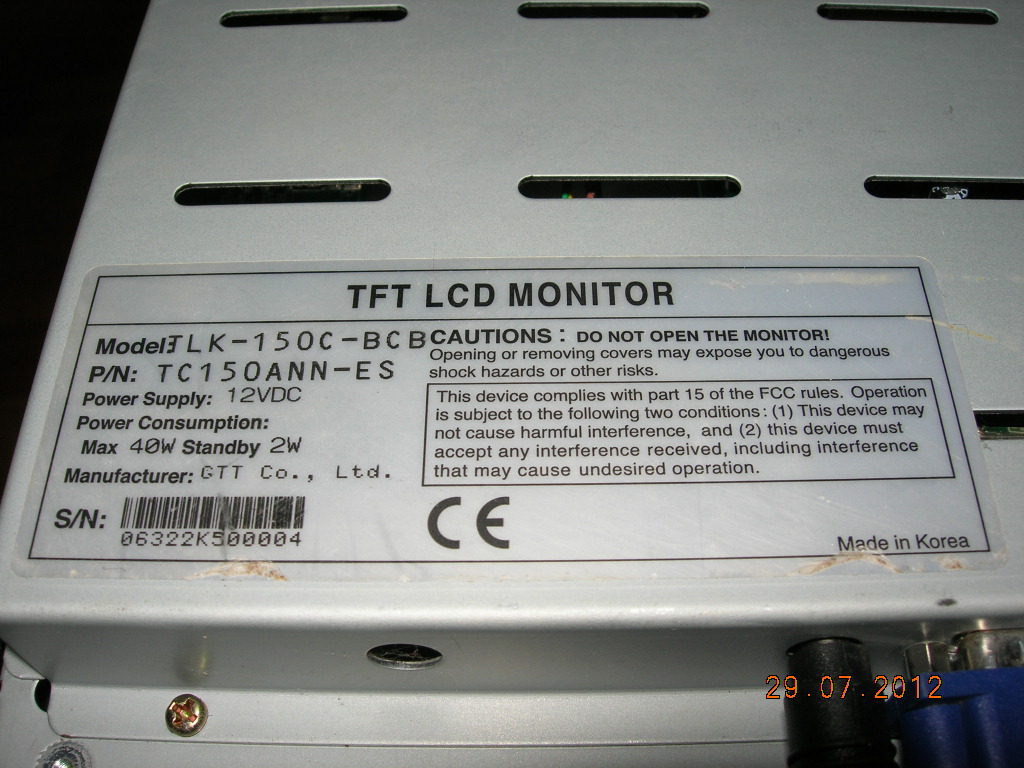 TFT LCD MONITOR
Model: TLK-150C-BCB
P/N: TC150ANN-ES
Power Supply: 12VDC
Power Consumption:
Max 40W Standby 2W
Manufacturer: GTT Co., Ltd.
S/N:
06322K500004
CAUTIONS : DO NOT OPEN THE MONITOR!
Opening or removing covers may expose you to dangerous
shock hazards or other risks.
This device complies with part 15 of the FCC rules. Operation
is subject to the following two conditions : (1) This device may
not cause harmful interference, and (2) this device must
accept any interference received, including interference
that may cause undesired operation.
CE
Made in Korea
29.07.2012